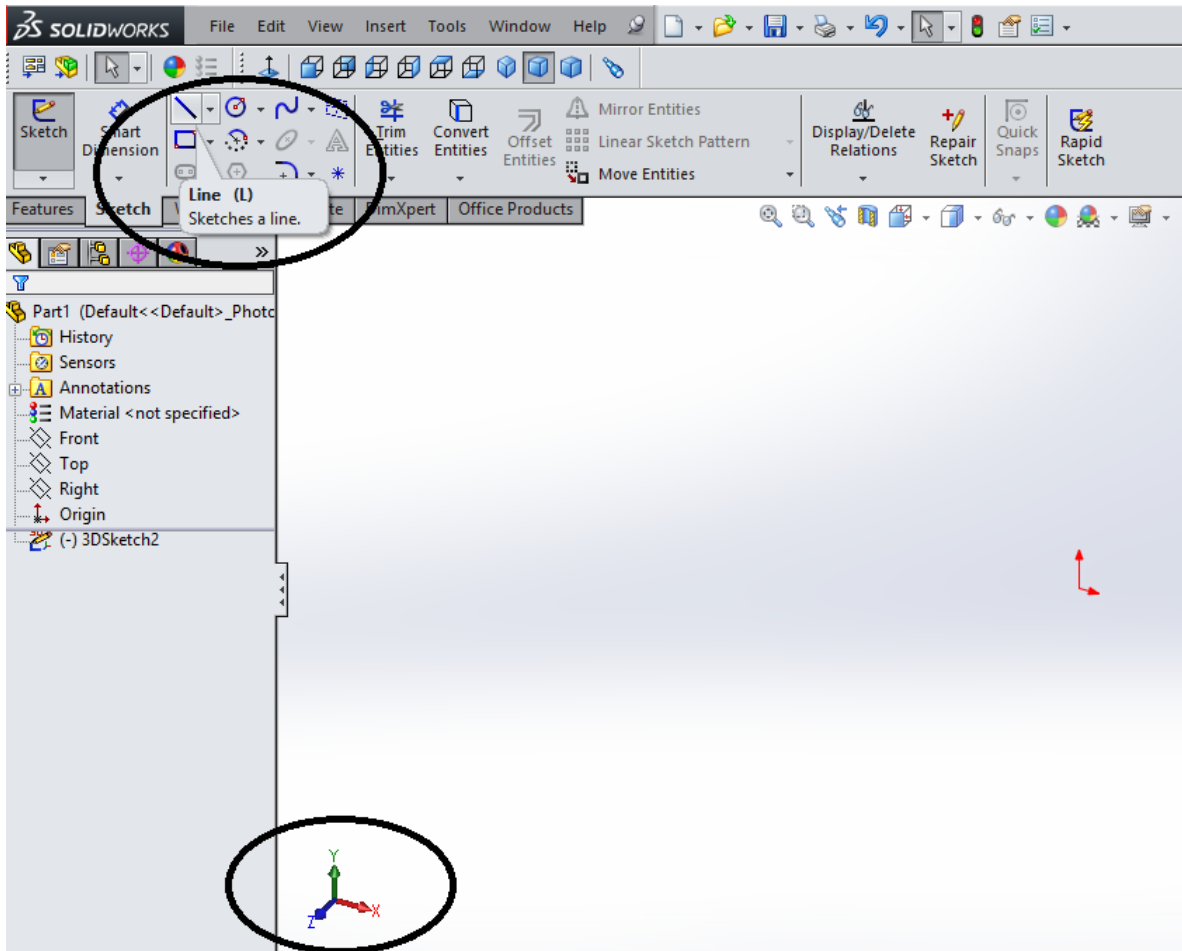 SOLIDWORKS File Edit View Insert Tools Window Help
Sketch Smart Dimension Trim Entities Convert Entities Offset Entities Mirror Entities Linear Sketch Pattern Move Entities Display/Delete Relations Repair Sketch Quick Snaps Rapid Sketch
Line (L)
Sketches a line.
Features Sketch DimXpert Office Products
Part1 (Default<<Default>_Photo
History
Sensors
A Annotations
Material <not specified>
Front
Top
Right
Origin
(-) 3DSketch2
Y
X
Z